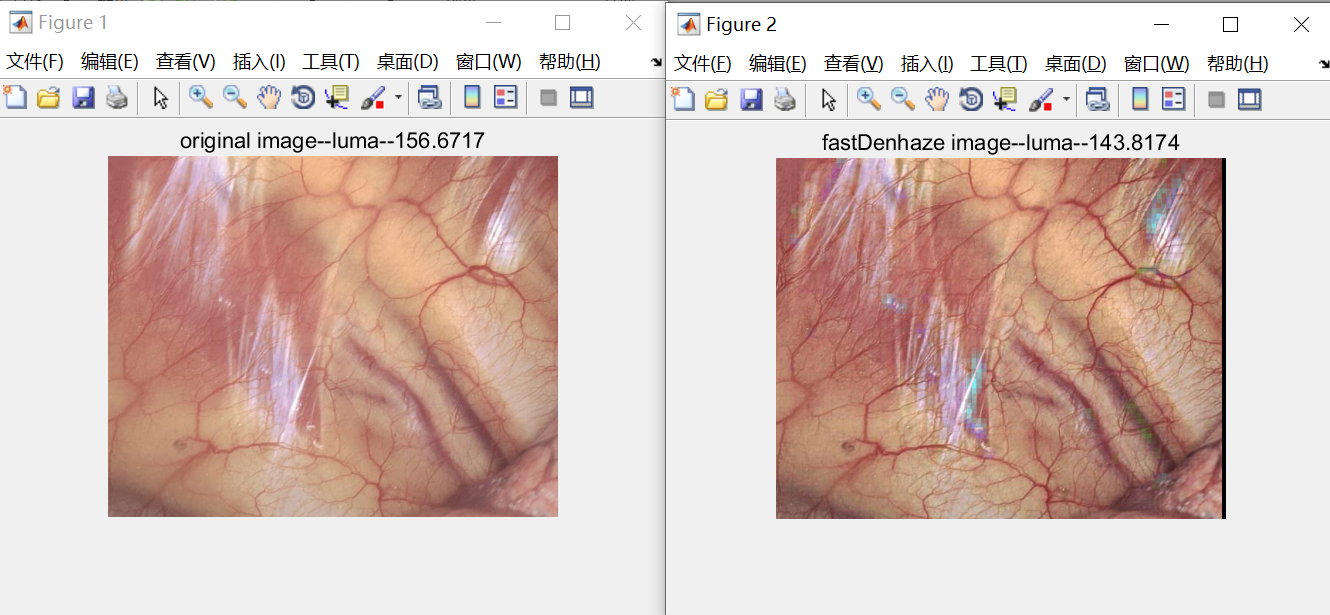 Figure 1
文件(F) 编辑(E) 查看(V) 插入(I) 工具(T) 桌面(D) 窗口(W) 帮助(H)
original image--luma--156.6717
Figure 2
文件(F) 编辑(E) 查看(V) 插入(I) 工具(T) 桌面(D) 窗口(W) 帮助(H)
fastDenhaze image--luma--143.8174